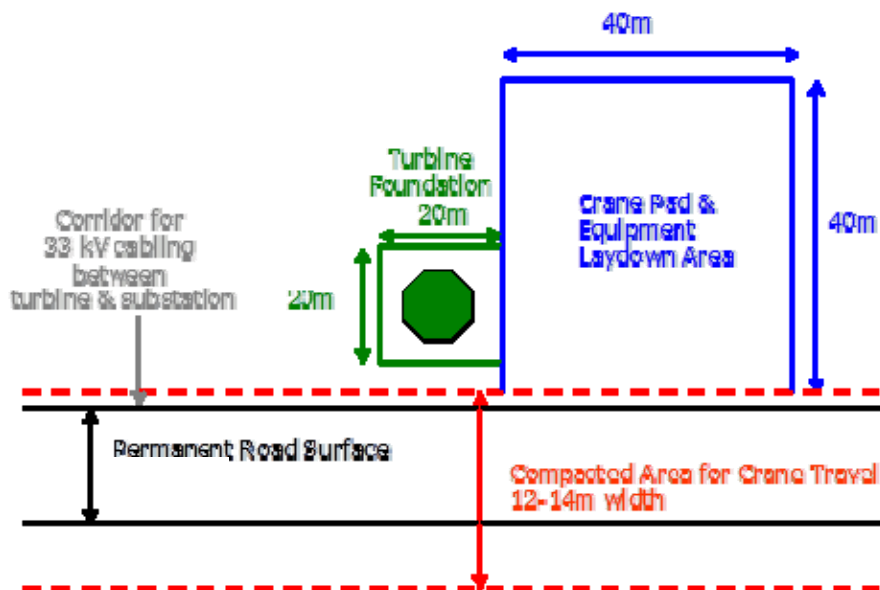 40m
Turbine
Foundation
20m
Crane Pad &
Equipment
Laydown Area
40m
Corridor for
33 kV cabling
between
turbine & substation
20m
Permanent Road Surface
Compacted Area for Crane Travel
12-14m width